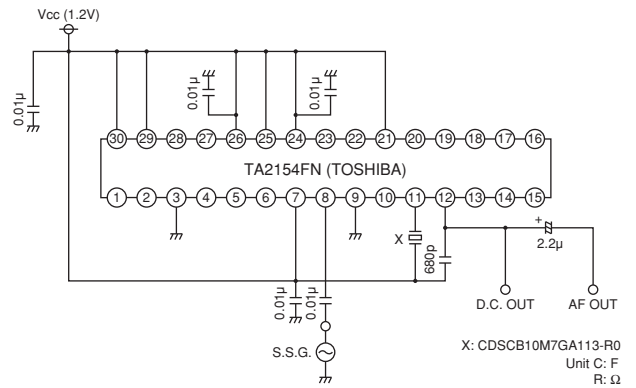 Vcc (1.2V)
0.01µ
0.01µ
0.01µ
30 29 28 27 26 25 24 23 22 21 20 19 18 17 16
TA2154FN (TOSHIBA)
1 2 3 4 5 6 7 8 9 10 11 12 13 14 15
X
680p
+
2.2µ
0.01µ
0.01µ
D.C. OUT
AF OUT
S.S.G.
X: CDSCB10M7GA113-R0
Unit C: F
R: Ω